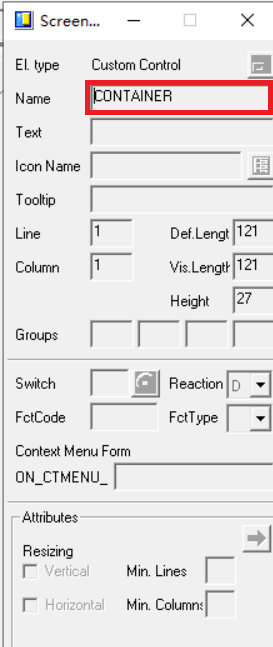 Screen...
El. type Custom Control
Name CONTAINER
Text
Icon Name
Tooltip
Line 1 Def.Lengt 121
Column 1 Vis.Length 121
Height 27
Groups
Switch Reaction D
FctCode FctType
Context Menu Form
ON_CTMENU_
Attributes
Resizing
Vertical Min. Lines
Horizontal Min. Columns